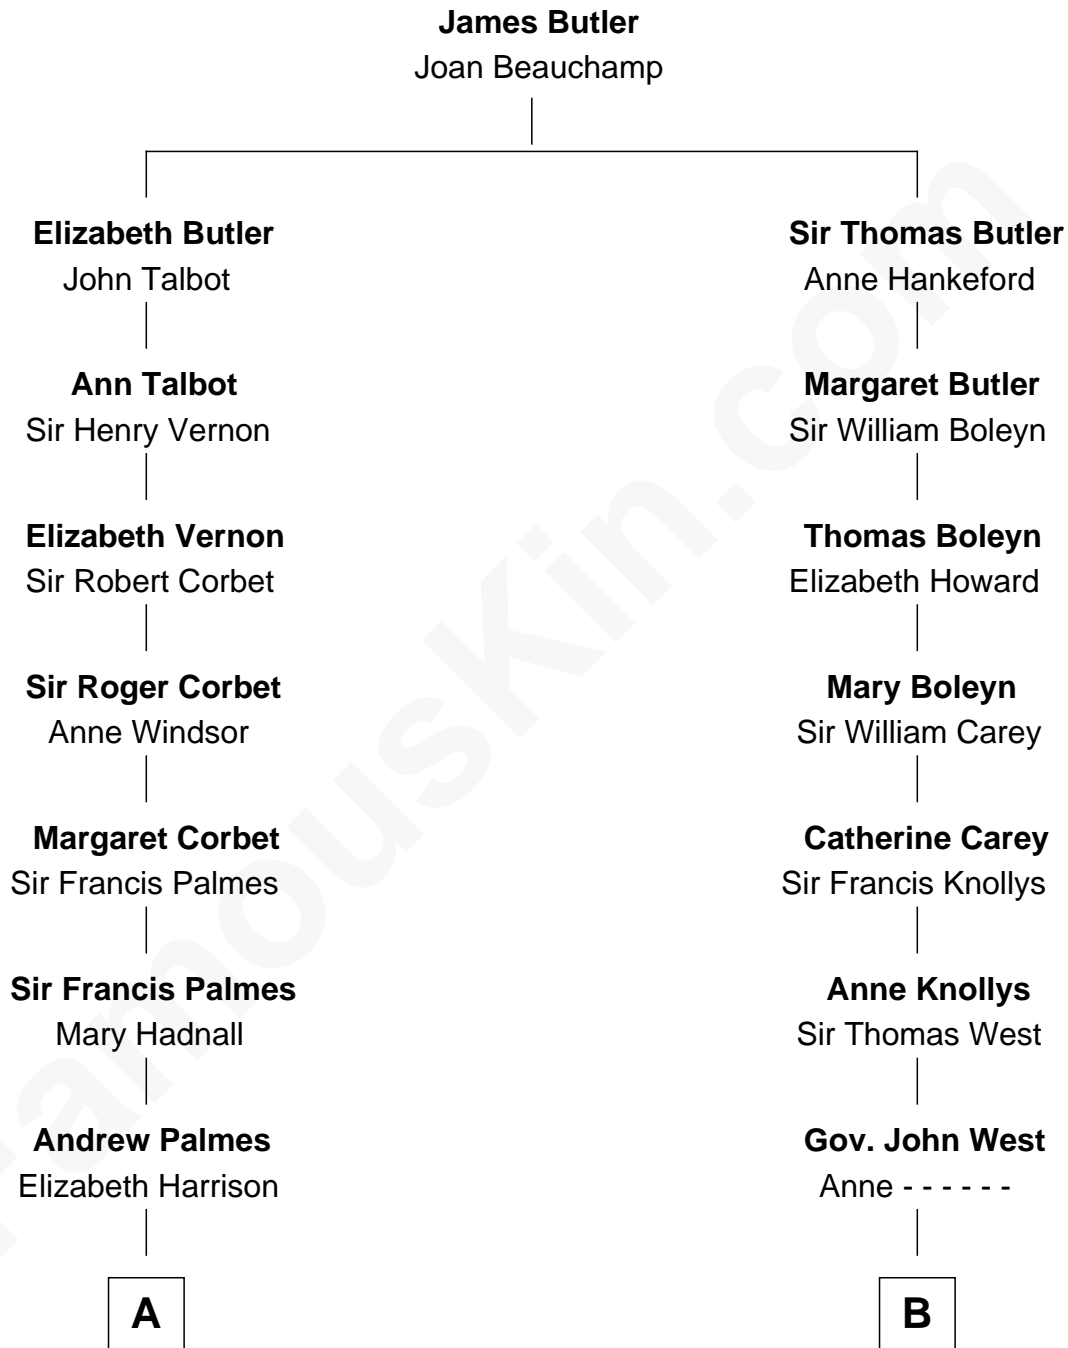 James Butler
Joan Beauchamp
Elizabeth Butler
John Talbot
Sir Thomas Butler
Anne Hankeford
Ann Talbot
Sir Henry Vernon
Margaret Butler
Sir William Boleyn
Elizabeth Vernon
Sir Robert Corbet
Thomas Boleyn
Elizabeth Howard
Sir Roger Corbet
Anne Windsor
Mary Boleyn
Sir William Carey
Margaret Corbet
Sir Francis Palmes
Catherine Carey
Sir Francis Knollys
Sir Francis Palmes
Mary Hadnall
Anne Knollys
Sir Thomas West
Andrew Palmes
Elizabeth Harrison
Gov. John West
Anne - - - - - -
A
B
FamousKin.com